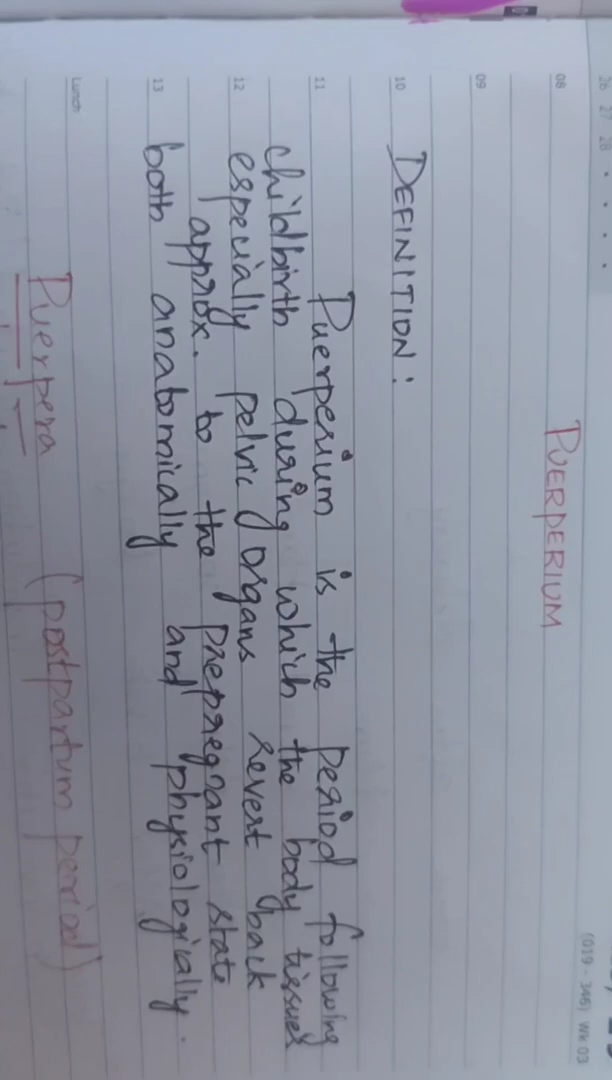 26 27 28
(019 - 346) Wk 03
08
PUERPERIUM
09
10
DEFINITION:
11
Puerperium is the period following
childbirth during which the body tissues
12
especially pelvic organs revert back
approx. to the prepregnant state
13
both anatomically and physiologically.
Lunch
Puerpera (postpartum period)